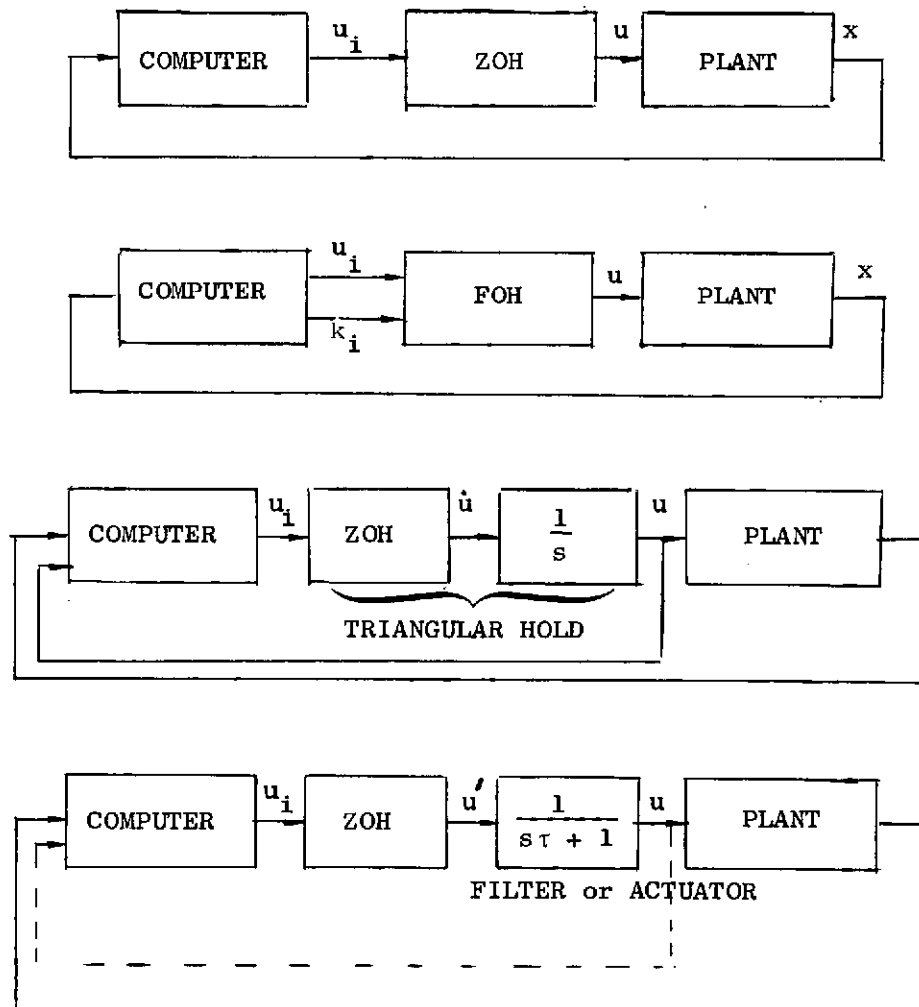 u_i u x
COMPUTER ZOH PLANT
u_i u x
COMPUTER FOH PLANT
k_i
u_i u̇ u
COMPUTER ZOH 1/s PLANT
TRIANGULAR HOLD
u_i u' u
COMPUTER ZOH 1/(sτ + 1) PLANT
FILTER or ACTUATOR